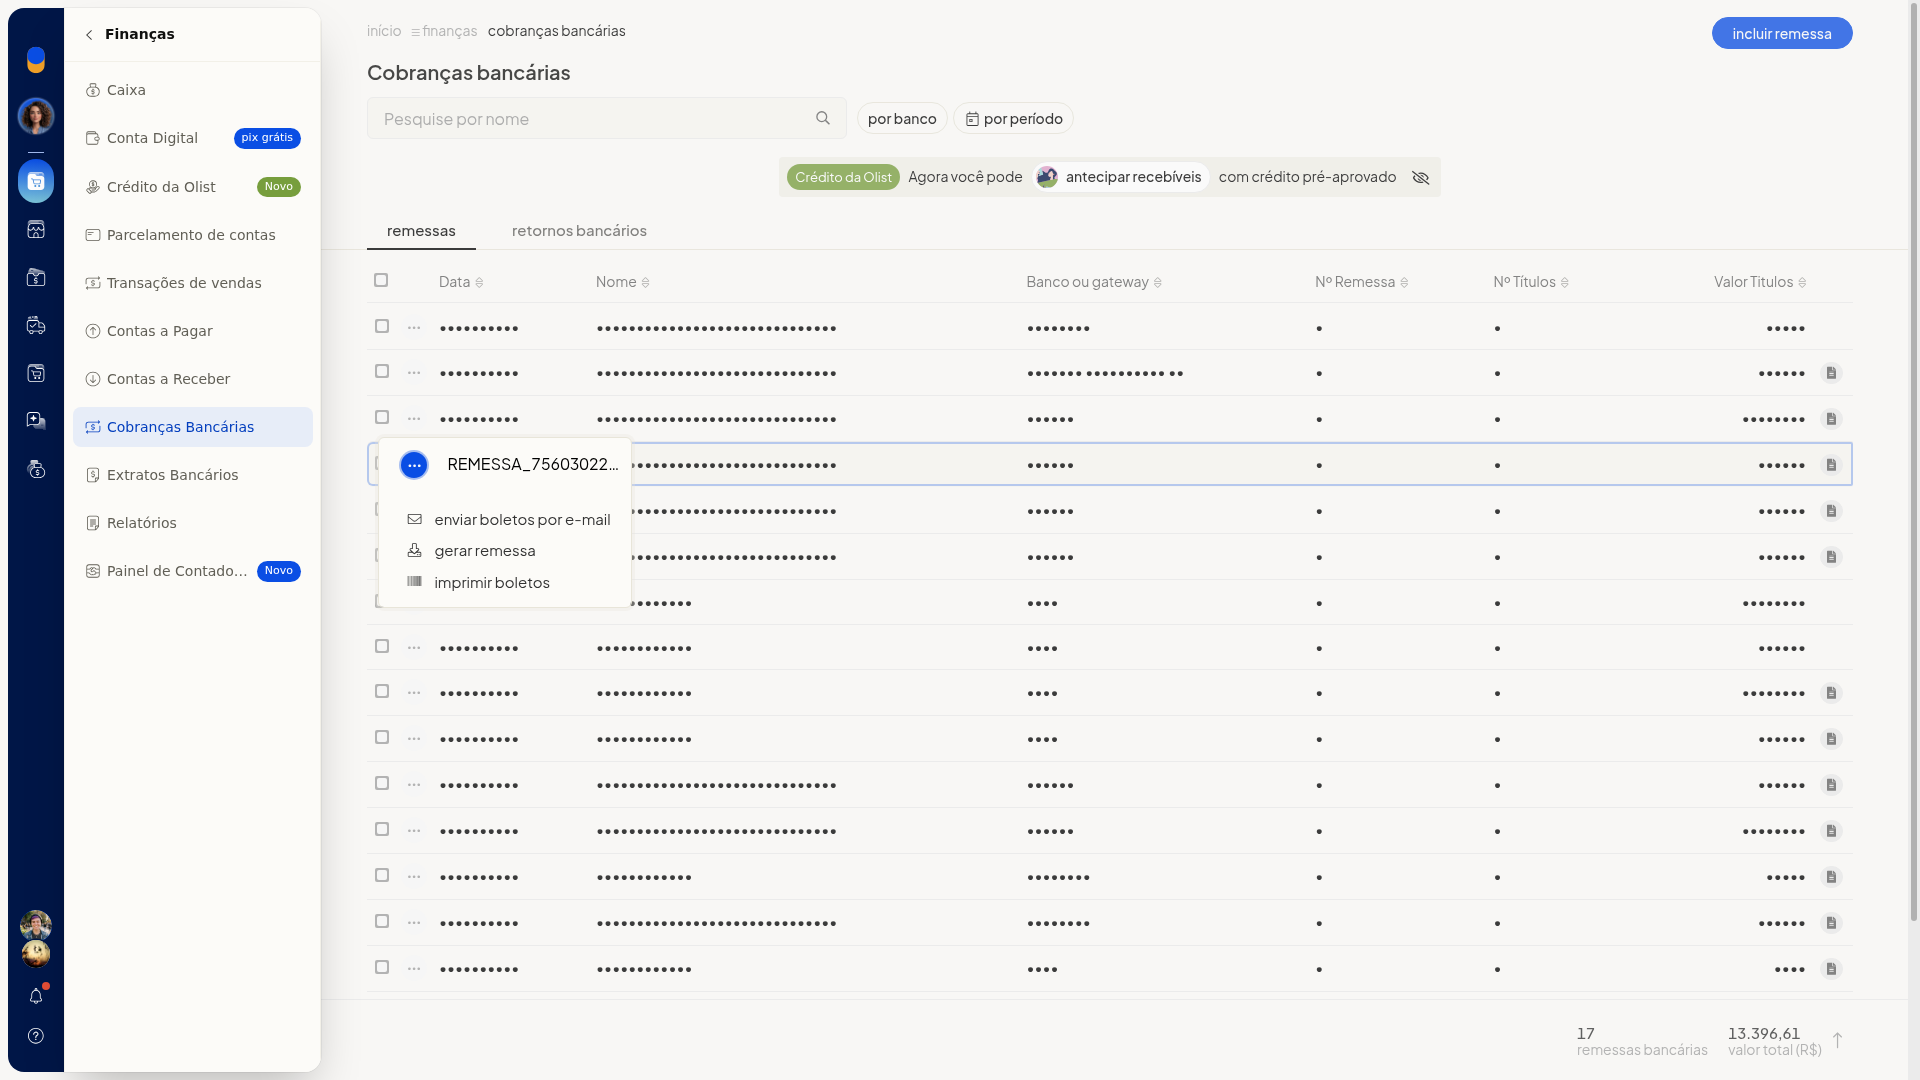 Finanças
Caixa
Conta Digital pix grátis
Crédito da Olist Novo
Parcelamento de contas
Transações de vendas
Contas a Pagar
Contas a Receber
Cobranças Bancárias
Extratos Bancários
Relatórios
Painel de Contado... Novo
início finanças cobranças bancárias
incluir remessa
Cobranças bancárias
Pesquise por nome
por banco
por período
Crédito da Olist Agora você pode antecipar recebíveis com crédito pré-aprovado
remessas retornos bancários
Data Nome Banco ou gateway Nº Remessa Nº Títulos Valor Titulos
REMESSA_75603022...
enviar boletos por e-mail
gerar remessa
imprimir boletos
17 13.396,61
remessas bancárias valor total (R$)